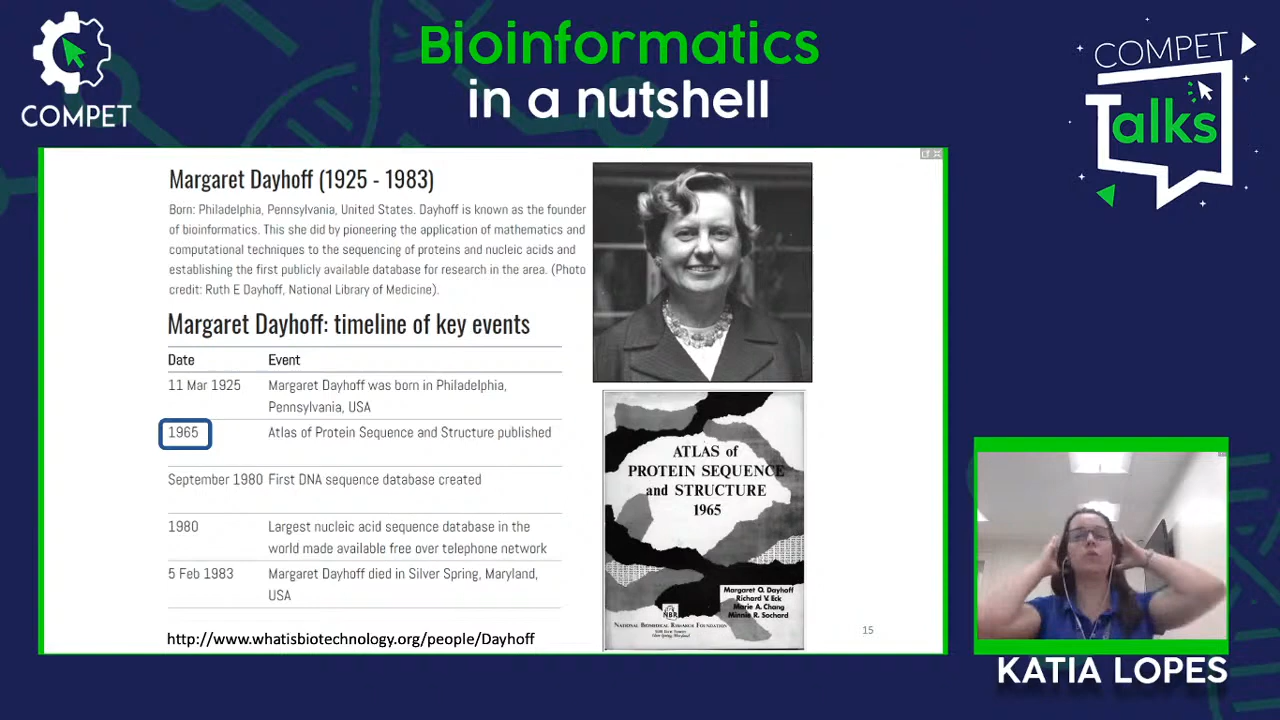 COMPET
Bioinformatics
in a nutshell
COMPET
Talks
Margaret Dayhoff (1925 - 1983)
Born: Philadelphia, Pennsylvania, United States. Dayhoff is known as the founder
of bioinformatics. This she did by pioneering the application of mathematics and
computational techniques to the sequencing of proteins and nucleic acids and
establishing the first publicly available database for research in the area. (Photo
credit: Ruth E Dayhoff, National Library of Medicine).
Margaret Dayhoff: timeline of key events
Date Event
11 Mar 1925 Margaret Dayhoff was born in Philadelphia,
Pennsylvania, USA
1965 Atlas of Protein Sequence and Structure published
September 1980 First DNA sequence database created
1980 Largest nucleic acid sequence database in the
world made available free over telephone network
5 Feb 1983 Margaret Dayhoff died in Silver Spring, Maryland,
USA
http://www.whatisbiotechnology.org/people/Dayhoff
ATLAS of
PROTEIN SEQUENCE
and STRUCTURE
1965
Margaret O. Dayhoff
Richard V. Eck
Marie A. Chang
Minnie R. Sochard
NBR
NATIONAL BIOMEDICAL RESEARCH FOUNDATION
Silver Spring, Maryland
15
KATIA LOPES